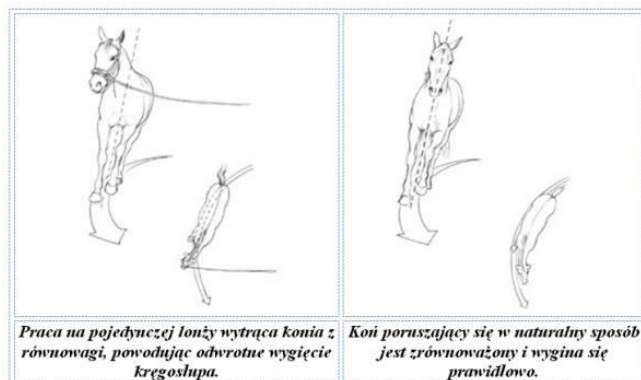 Praca na pojedynczej lonży wytrąca konia z
równowagi, powodując odwrotne wygięcie
kręgosłupa.
Koń poruszający się w naturalny sposób
jest zrównoważony i wygina się
prawidłowo.